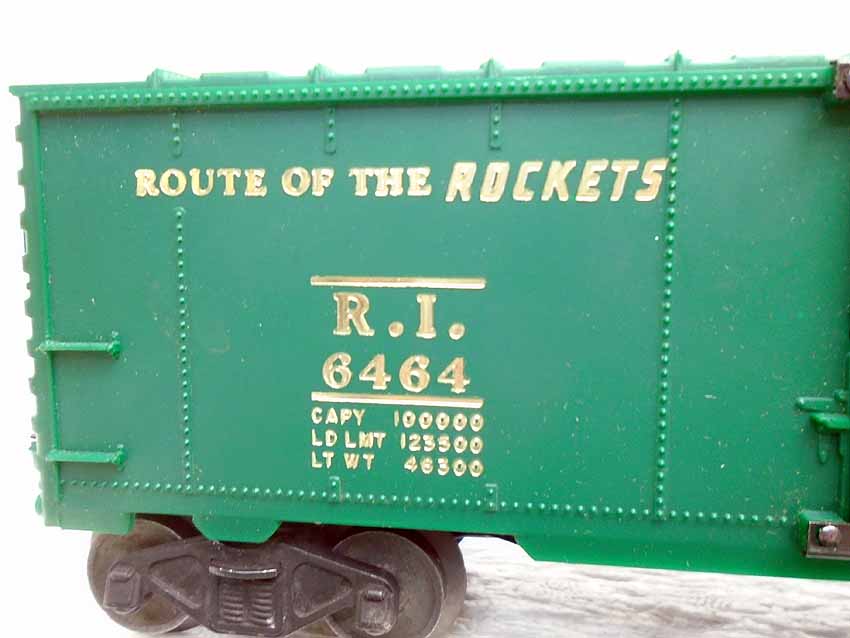 ROUTE OF THE ROCKETS
R.I.
6464
CAPY 100000
LD LMT 123500
LT WT 46300